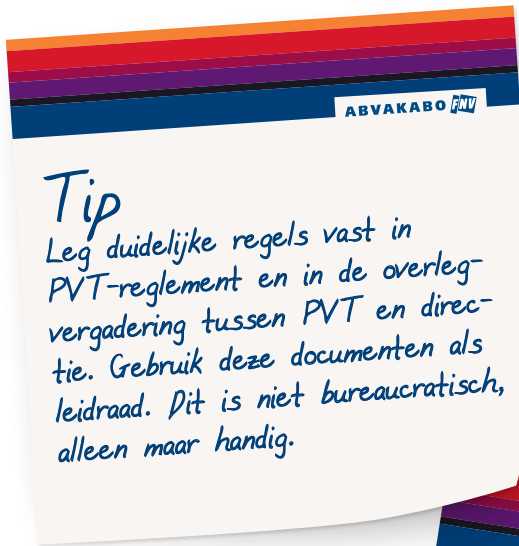 ABVAKABO FNV
Tip
Leg duidelijke regels vast in
PVT-reglement en in de overleg-
vergadering tussen PVT en direc-
tie. Gebruik deze documenten als
leidraad. Dit is niet bureaucratisch,
alleen maar handig.